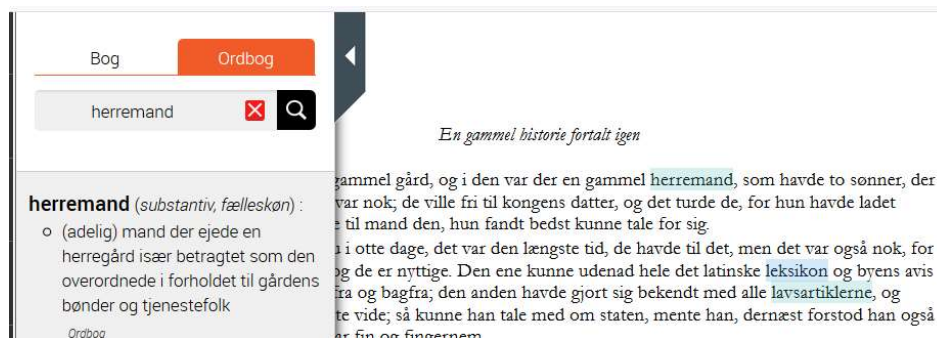 Bog
Ordbog
herremand
herremand (substantiv, fælleskøn) :
(adelig) mand der ejede en
herregård især betragtet som den
overordnede i forholdet til gårdens
bønder og tjenestefolk
Ordbog
En gammel historie fortalt igen
gammel gård, og i den var der en gammel herremand, som havde to sønner, der
var nok; de ville fri til kongens datter, og det turde de, for hun havde ladet
til mand den, hun fandt bedst kunne tale for sig.
i otte dage, det var den længste tid, de havde til det, men det var også nok, for
og de er nyttige. Den ene kunne udenad hele det latinske leksikon og byens avis
fra og bagfra; den anden havde gjort sig bekendt med alle lavsartiklerne, og
vide; så kunne han tale med om staten, mente han, dernæst forstod han også
fin og fingernem